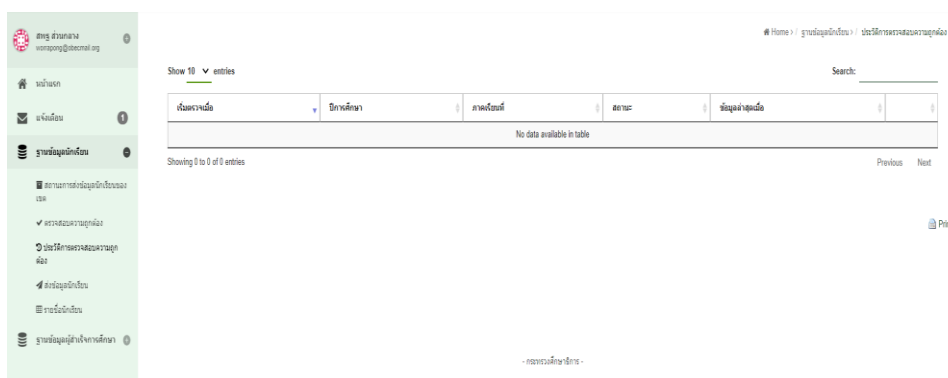 สพฐ ส่วนกลาง
worrapong@obecmail.org
Home > / ฐานข้อมูลนักเรียน > / ประวัติการตรวจสอบความถูกต้อง
หน้าแรก
แจ้งเตือน 1
ฐานข้อมูลนักเรียน
สถานะการส่งข้อมูลนักเรียนของ
เขต
ตรวจสอบความถูกต้อง
ประวัติการตรวจสอบความถูก
ต้อง
ส่งข้อมูลนักเรียน
รายชื่อนักเรียน
ฐานข้อมูลผู้สำเร็จการศึกษา
Show 10 entries
Search:
เริ่มตรวจเมื่อ ปีการศึกษา ภาคเรียนที่ สถานะ ข้อมูลล่าสุดเมื่อ
No data available in table
Showing 0 to 0 of 0 entries
Previous Next
Pri
- กระทรวงศึกษาธิการ -